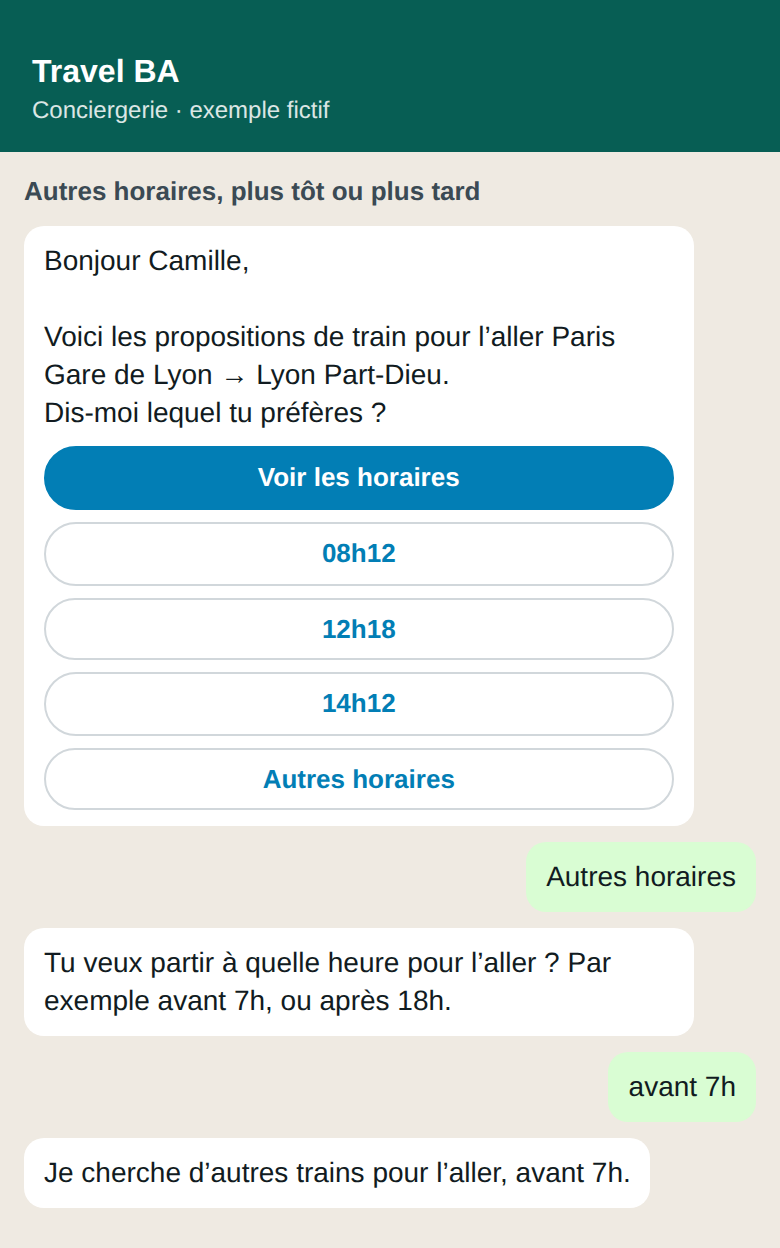 Travel BA
Conciergerie · exemple fictif
Autres horaires, plus tôt ou plus tard
Bonjour Camille,
Voici les propositions de train pour l’aller Paris
Gare de Lyon → Lyon Part-Dieu.
Dis-moi lequel tu préfères ?
Voir les horaires
08h12
12h18
14h12
Autres horaires
Autres horaires
Tu veux partir à quelle heure pour l’aller ? Par
exemple avant 7h, ou après 18h.
avant 7h
Je cherche d’autres trains pour l’aller, avant 7h.